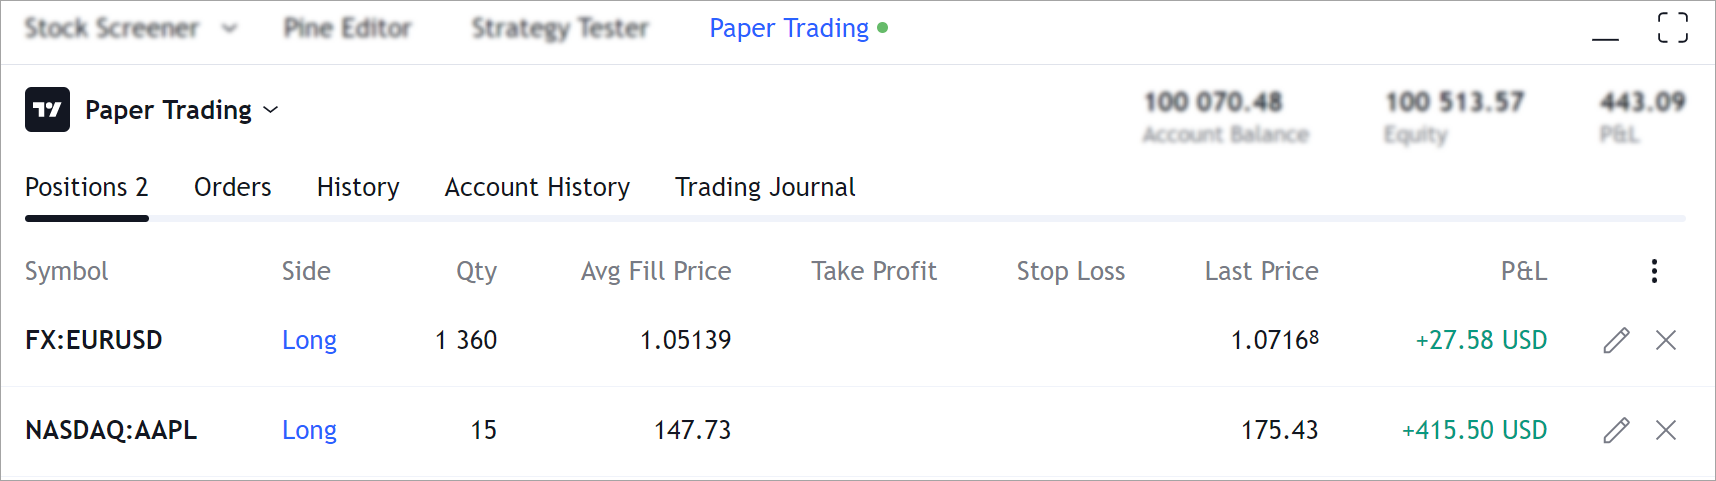 Stock Screener Pine Editor Strategy Tester Paper Trading
Paper Trading 100 070.48 100 513.57 443.09
Account Balance Equity P&L
Positions 2 Orders History Account History Trading Journal
Symbol Side Qty Avg Fill Price Take Profit Stop Loss Last Price P&L
FX:EURUSD Long 1 360 1.05139 1.07168 +27.58 USD
NASDAQ:AAPL Long 15 147.73 175.43 +415.50 USD